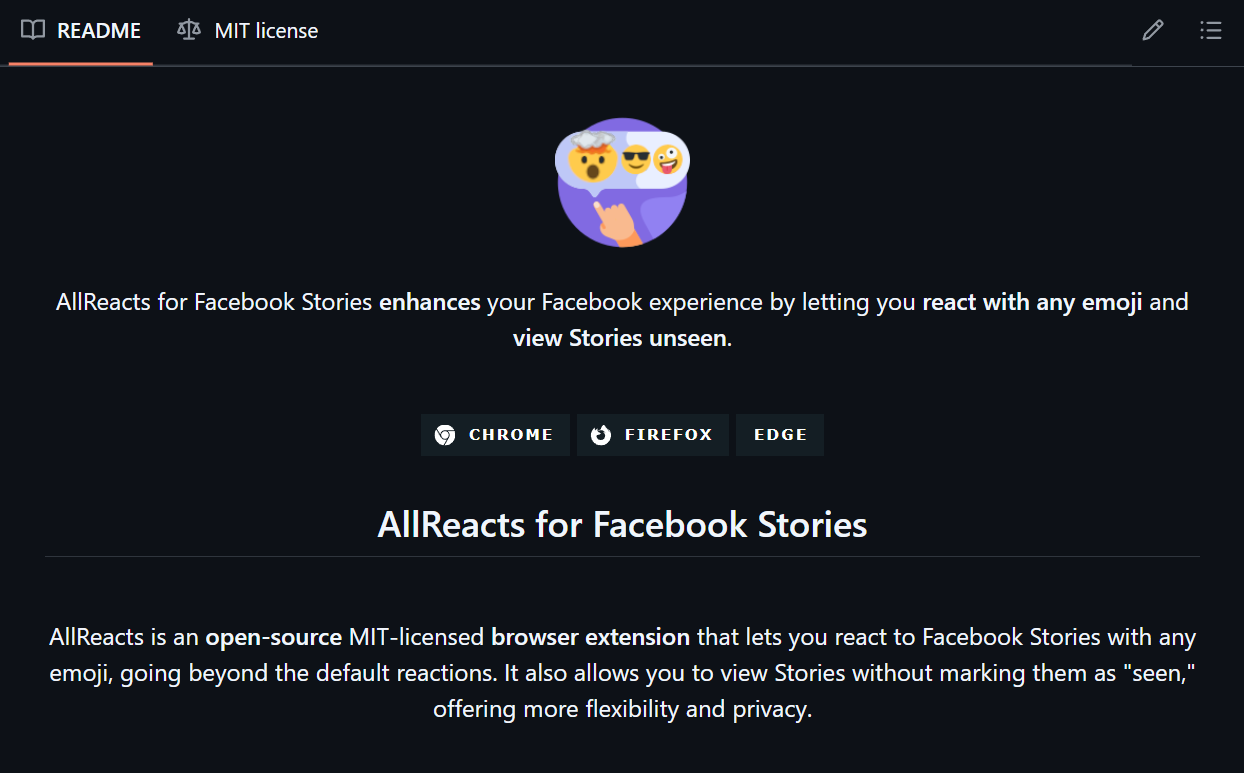 README
MIT license
AllReacts for Facebook Stories enhances your Facebook experience by letting you react with any emoji and
view Stories unseen.
CHROME
FIREFOX
EDGE
AllReacts for Facebook Stories
AllReacts is an open-source MIT-licensed browser extension that lets you react to Facebook Stories with any
emoji, going beyond the default reactions. It also allows you to view Stories without marking them as "seen,"
offering more flexibility and privacy.